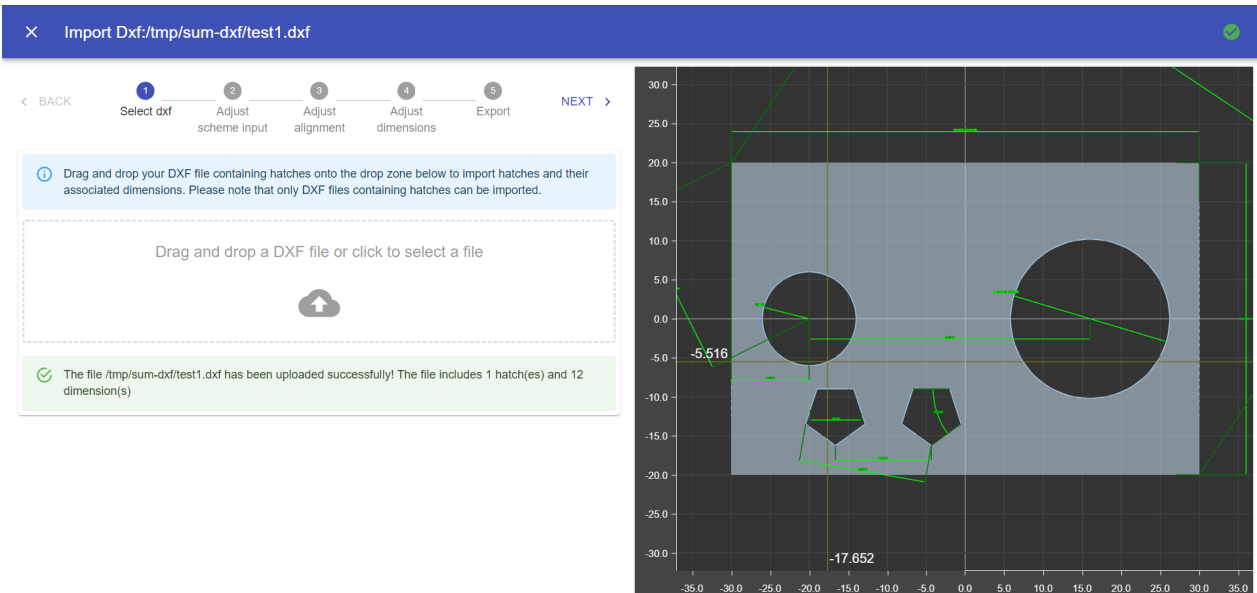 Import Dxf:/tmp/sum-dxf/test1.dxf
BACK
1
Select dxf
2
Adjust
scheme input
3
Adjust
alignment
4
Adjust
dimensions
5
Export
NEXT
Drag and drop your DXF file containing hatches onto the drop zone below to import hatches and their
associated dimensions. Please note that only DXF files containing hatches can be imported.
Drag and drop a DXF file or click to select a file
The file /tmp/sum-dxf/test1.dxf has been uploaded successfully! The file includes 1 hatch(es) and 12
dimension(s)
30.0
25.0
20.0
15.0
10.0
5.0
0.0
-5.0
-5.516
-10.0
-15.0
-20.0
-25.0
-30.0
-17.652
-35.0 -30.0 -25.0 -20.0 -15.0 -10.0 -5.0 0.0 5.0 10.0 15.0 20.0 25.0 30.0 35.0